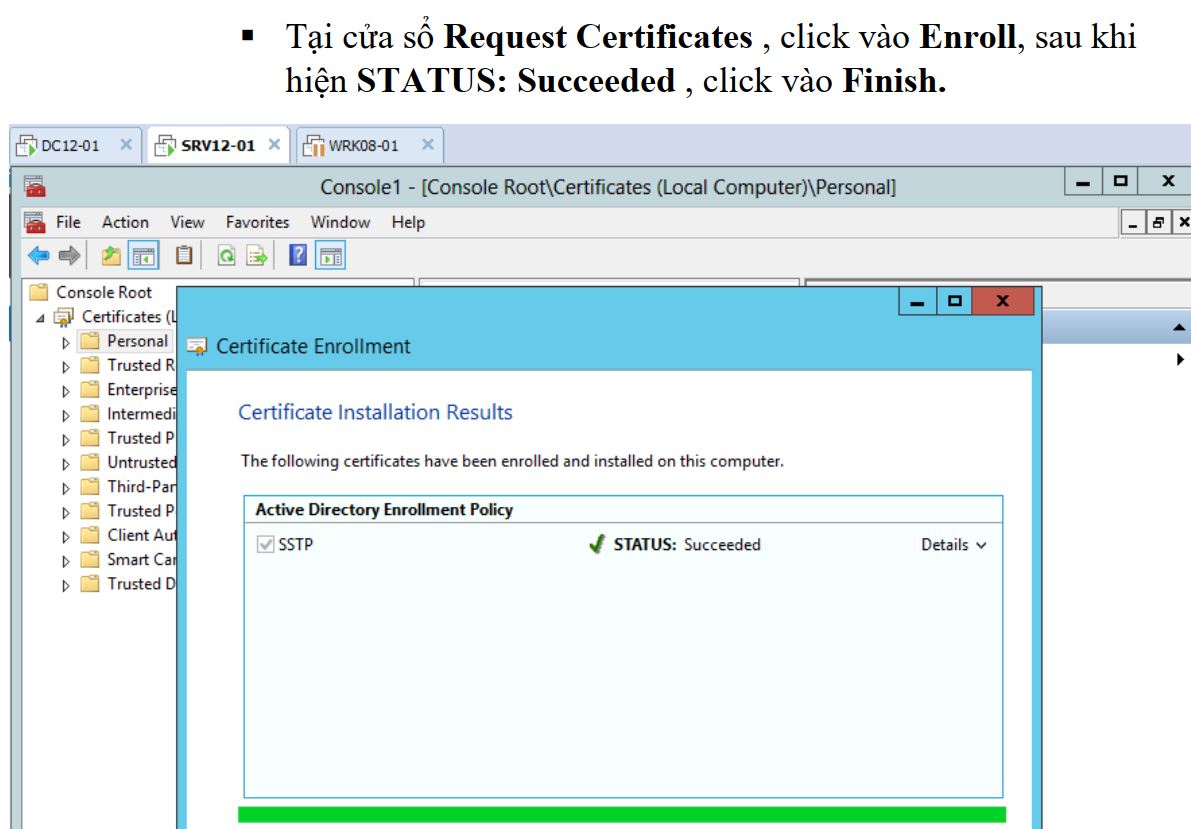 ▪ Tại cửa sổ Request Certificates , click vào Enroll, sau khi
hiện STATUS: Succeeded , click vào Finish.
DC12-01 SRV12-01 WRK08-01
Console1 - [Console Root\Certificates (Local Computer)\Personal]
File Action View Favorites Window Help
Console Root
Certificates (L
Personal
Trusted R
Enterprise
Intermedi
Trusted P
Untrusted
Third-Par
Trusted P
Client Aut
Smart Car
Trusted D
Certificate Enrollment
Certificate Installation Results
The following certificates have been enrolled and installed on this computer.
Active Directory Enrollment Policy
SSTP STATUS: Succeeded Details